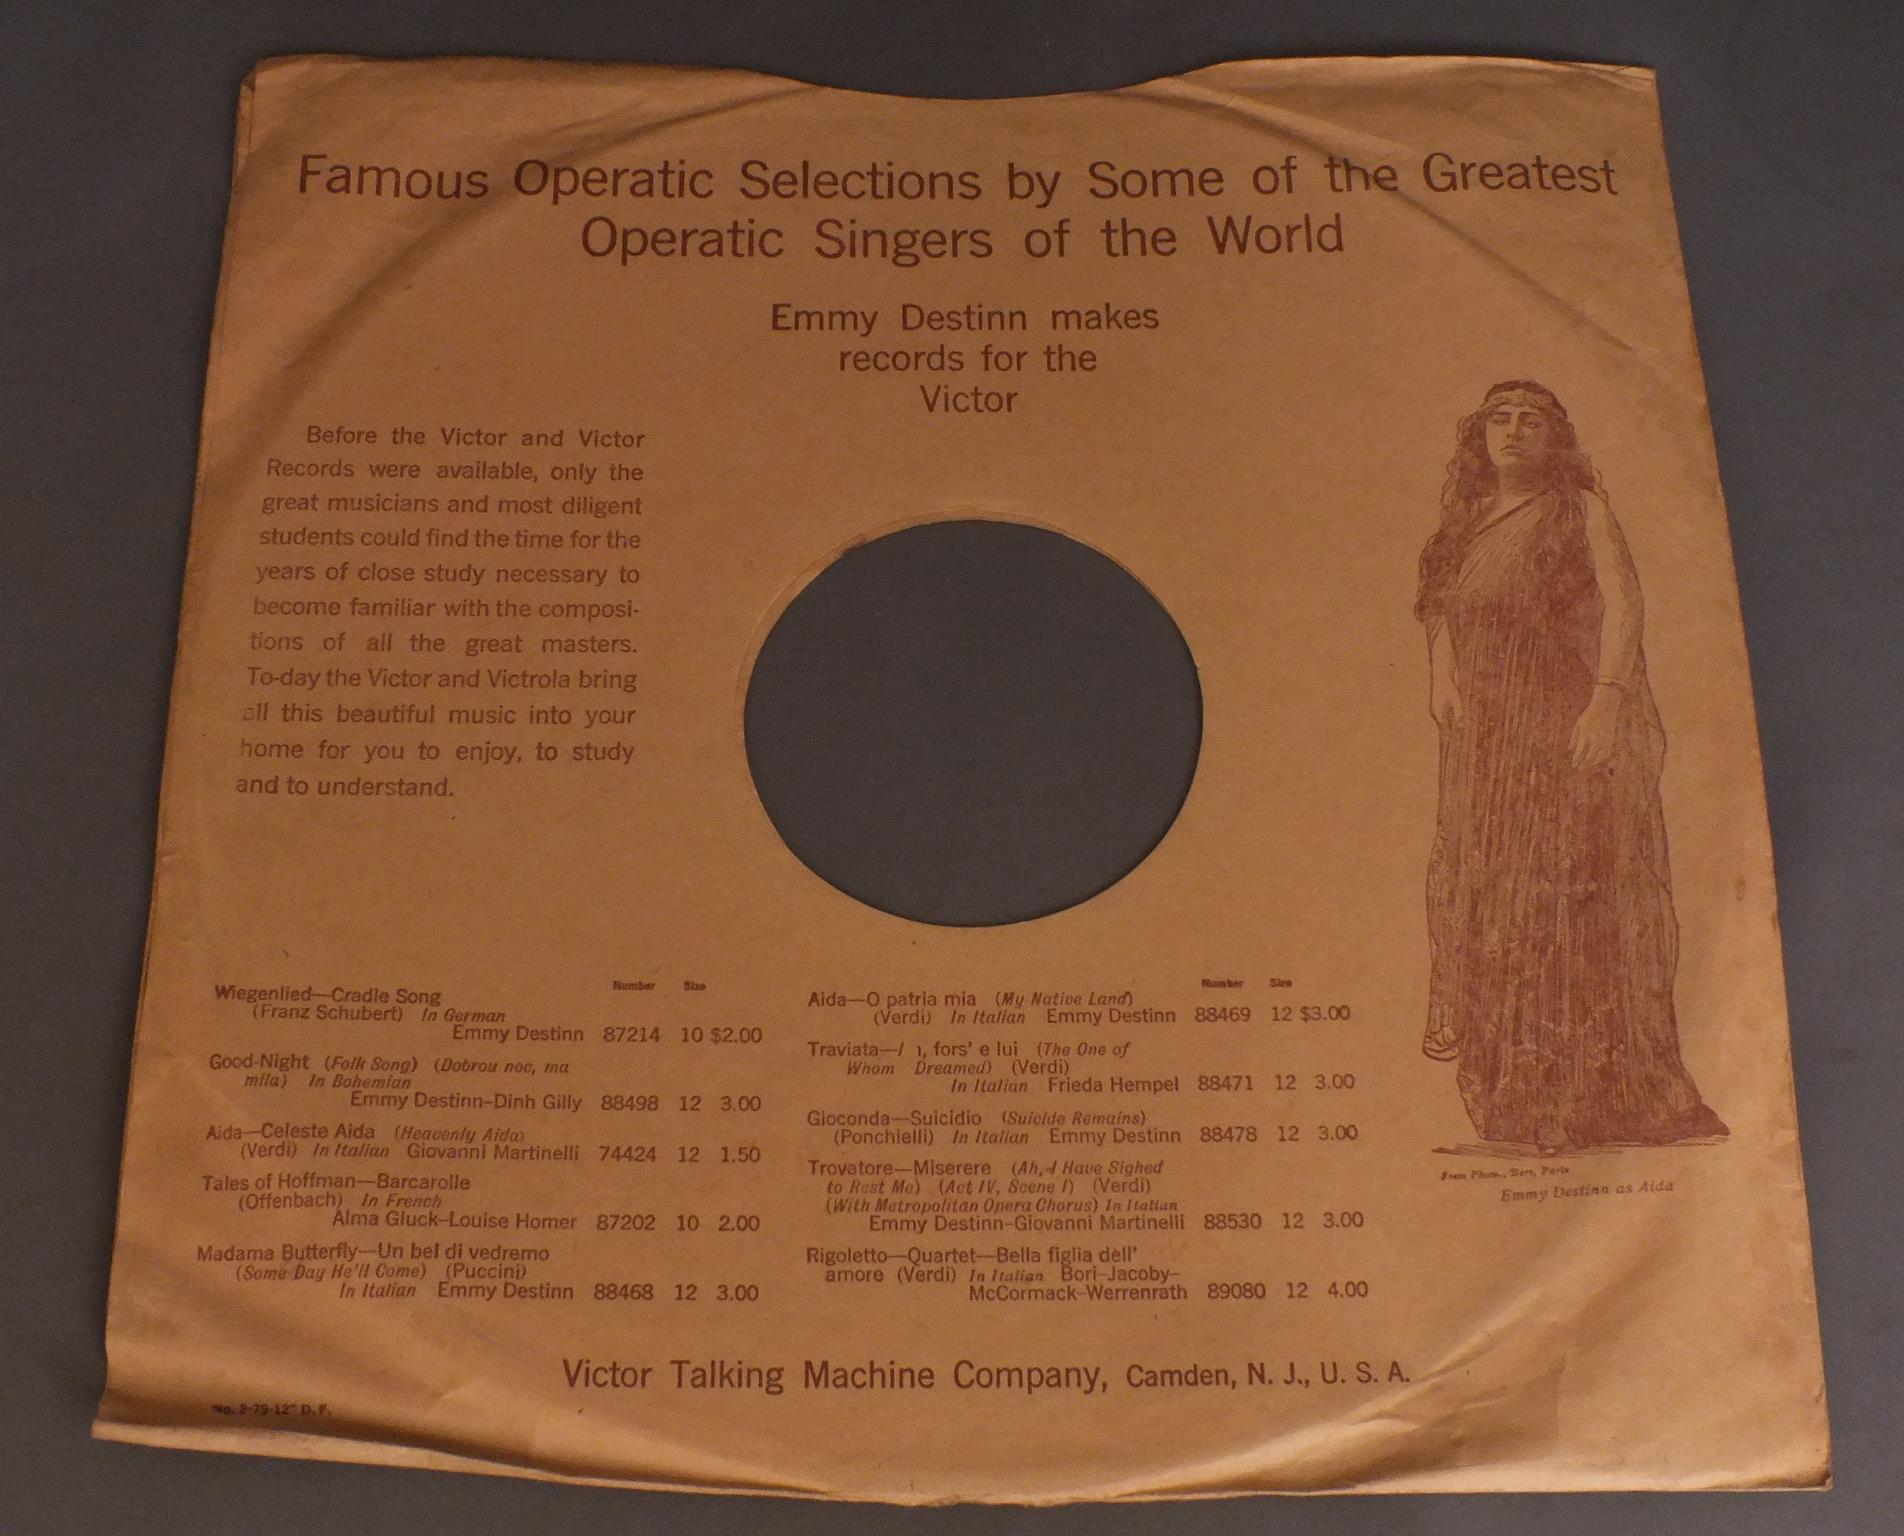 Famous Operatic Selections by Some of the Greatest
Operatic Singers of the World
Emmy Destinn makes
records for the
Victor
Before the Victor and Victor
Records were available, only the
great musicians and most diligent
students could find the time for the
years of close study necessary to
become familiar with the composi-
tions of all the great masters.
To-day the Victor and Victrola bring
all this beautiful music into your
home for you to enjoy, to study
and to understand.
Number Size
Wiegenlied—Cradle Song
(Franz Schubert) In German
Emmy Destinn 87214 10 $2.00
Good-Night (Folk Song) (Dobrou noc, ma
mila) In Bohemian
Emmy Destinn-Dinh Gilly 88498 12 3.00
Aida—Celeste Aida (Heavenly Aida)
(Verdi) In Italian Giovanni Martinelli 74424 12 1.50
Tales of Hoffman—Barcarolle
(Offenbach) In French
Alma Gluck-Louise Homer 87202 10 2.00
Madama Butterfly—Un bel di vedremo
(Some Day He'll Come) (Puccini)
In Italian Emmy Destinn 88468 12 3.00
Number Size
Aida—O patria mia (My Native Land)
(Verdi) In Italian Emmy Destinn 88469 12 $3.00
Traviata— fors' e lui (The One of
Whom Dreamed) (Verdi)
In Italian Frieda Hempel 88471 12 3.00
Gioconda—Suicidio (Suicide Remains)
(Ponchielli) In Italian Emmy Destinn 88478 12 3.00
Trovatore—Miserere (Ah, I Have Sighed
to Rest Me) (Act IV, Scene I) (Verdi)
(With Metropolitan Opera Chorus) In Italian
Emmy Destinn-Giovanni Martinelli 88530 12 3.00
Rigoletto—Quartet—Bella figlia dell'
amore (Verdi) In Italian Bori-Jacoby-
McCormack-Werrenrath 89080 12 4.00
From Phot., Bert, Paris
Emmy Destinn as Aida
Victor Talking Machine Company, Camden, N. J., U. S. A.
No. 2-79-12" D. F.